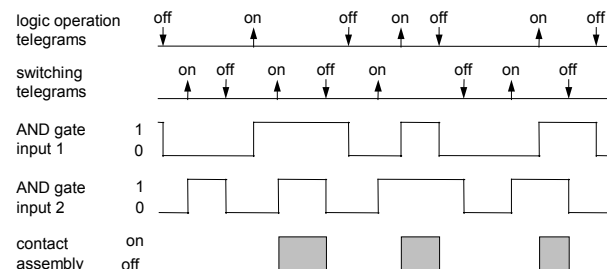 off on off on off on off
logic operation
telegrams
on off on off on off on off
switching
telegrams
AND gate 1
input 1 0
AND gate 1
input 2 0
contact on
assembly off